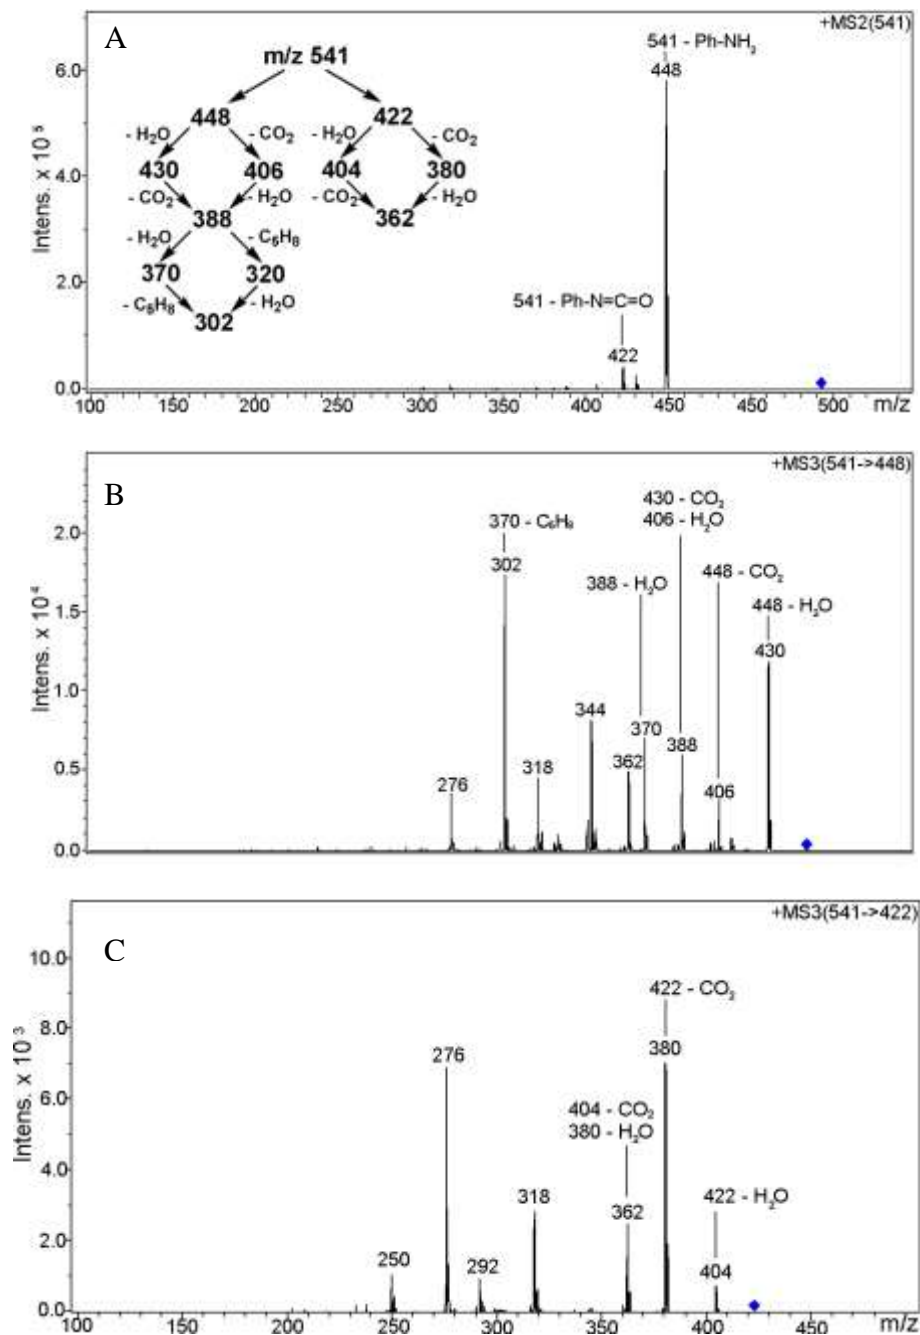 A
+MS2(541)
541 - Ph-NH₂
448
m/z 541
448 422
- H₂O - CO₂ - H₂O - CO₂
430 406 404 380
- CO₂ - H₂O - CO₂ - H₂O
388 362
- H₂O - C₅H₈
370 320
- C₅H₈ - H₂O
302
541 - Ph-N=C=O
422
Intens. x 10⁵
6.0
4.0
2.0
0.0
100 150 200 250 300 350 400 450 450 500 m/z
B
+MS3(541->448)
370 - C₅H₈
302
430 - CO₂
406 - H₂O
388 - H₂O
448 - CO₂
448 - H₂O
430
344
370
388
362
318
406
276
Intens. x 10⁴
2.0
1.5
1.0
0.5
0.0
C
+MS3(541->422)
422 - CO₂
380
276
404 - CO₂
380 - H₂O
318
362
422 - H₂O
404
250
292
Intens. x 10³
10.0
8.0
6.0
4.0
2.0
0.0
100 150 200 250 300 350 400 450 m/z